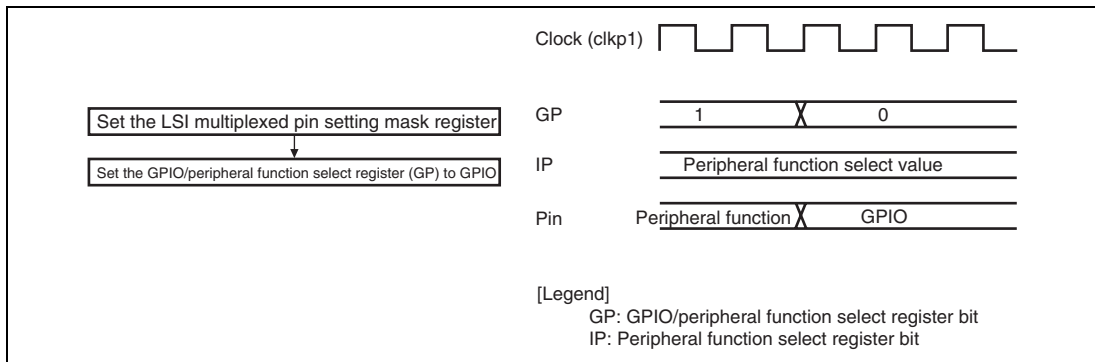 Set the LSI multiplexed pin setting mask register
Set the GPIO/peripheral function select register (GP) to GPIO
Clock (clkp1)
GP 1 0
IP Peripheral function select value
Pin Peripheral function GPIO
[Legend]
GP: GPIO/peripheral function select register bit
IP: Peripheral function select register bit